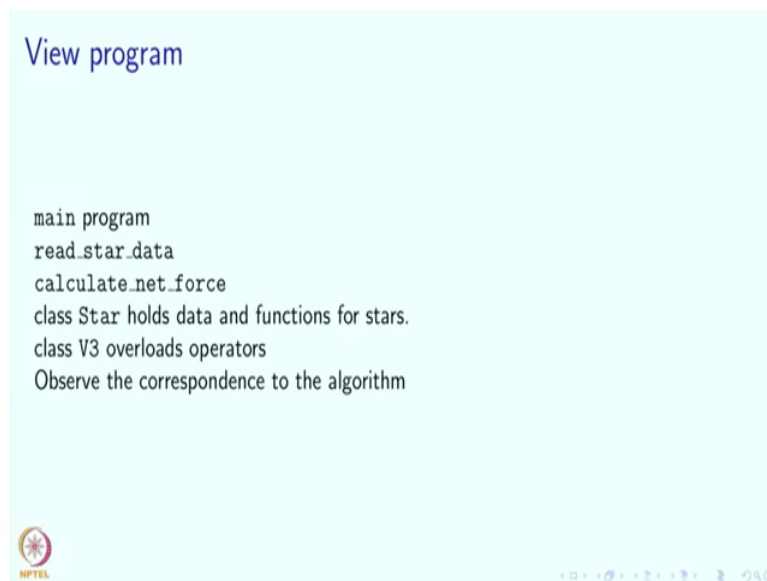 View program
main program
read_star_data
calculate_net_force
class Star holds data and functions for stars.
class V3 overloads operators
Observe the correspondence to the algorithm
NPTEL